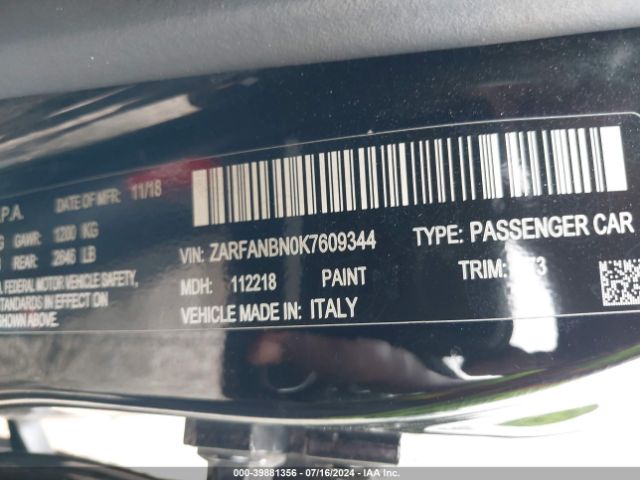 .P.A. DATE OF MFR: 11/18
GAWR: 1290 KG
REAR: 2846 LB
FEDERAL MOTOR VEHICLE SAFETY,
STANDARDS IN EFFECT ON
SHOWN ABOVE.
VIN: ZARFANBN0K7609344 TYPE: PASSENGER CAR
MDH: 112218 PAINT TRIM:
VEHICLE MADE IN: ITALY
000-39881356 - 07/16/2024 - IAA Inc.